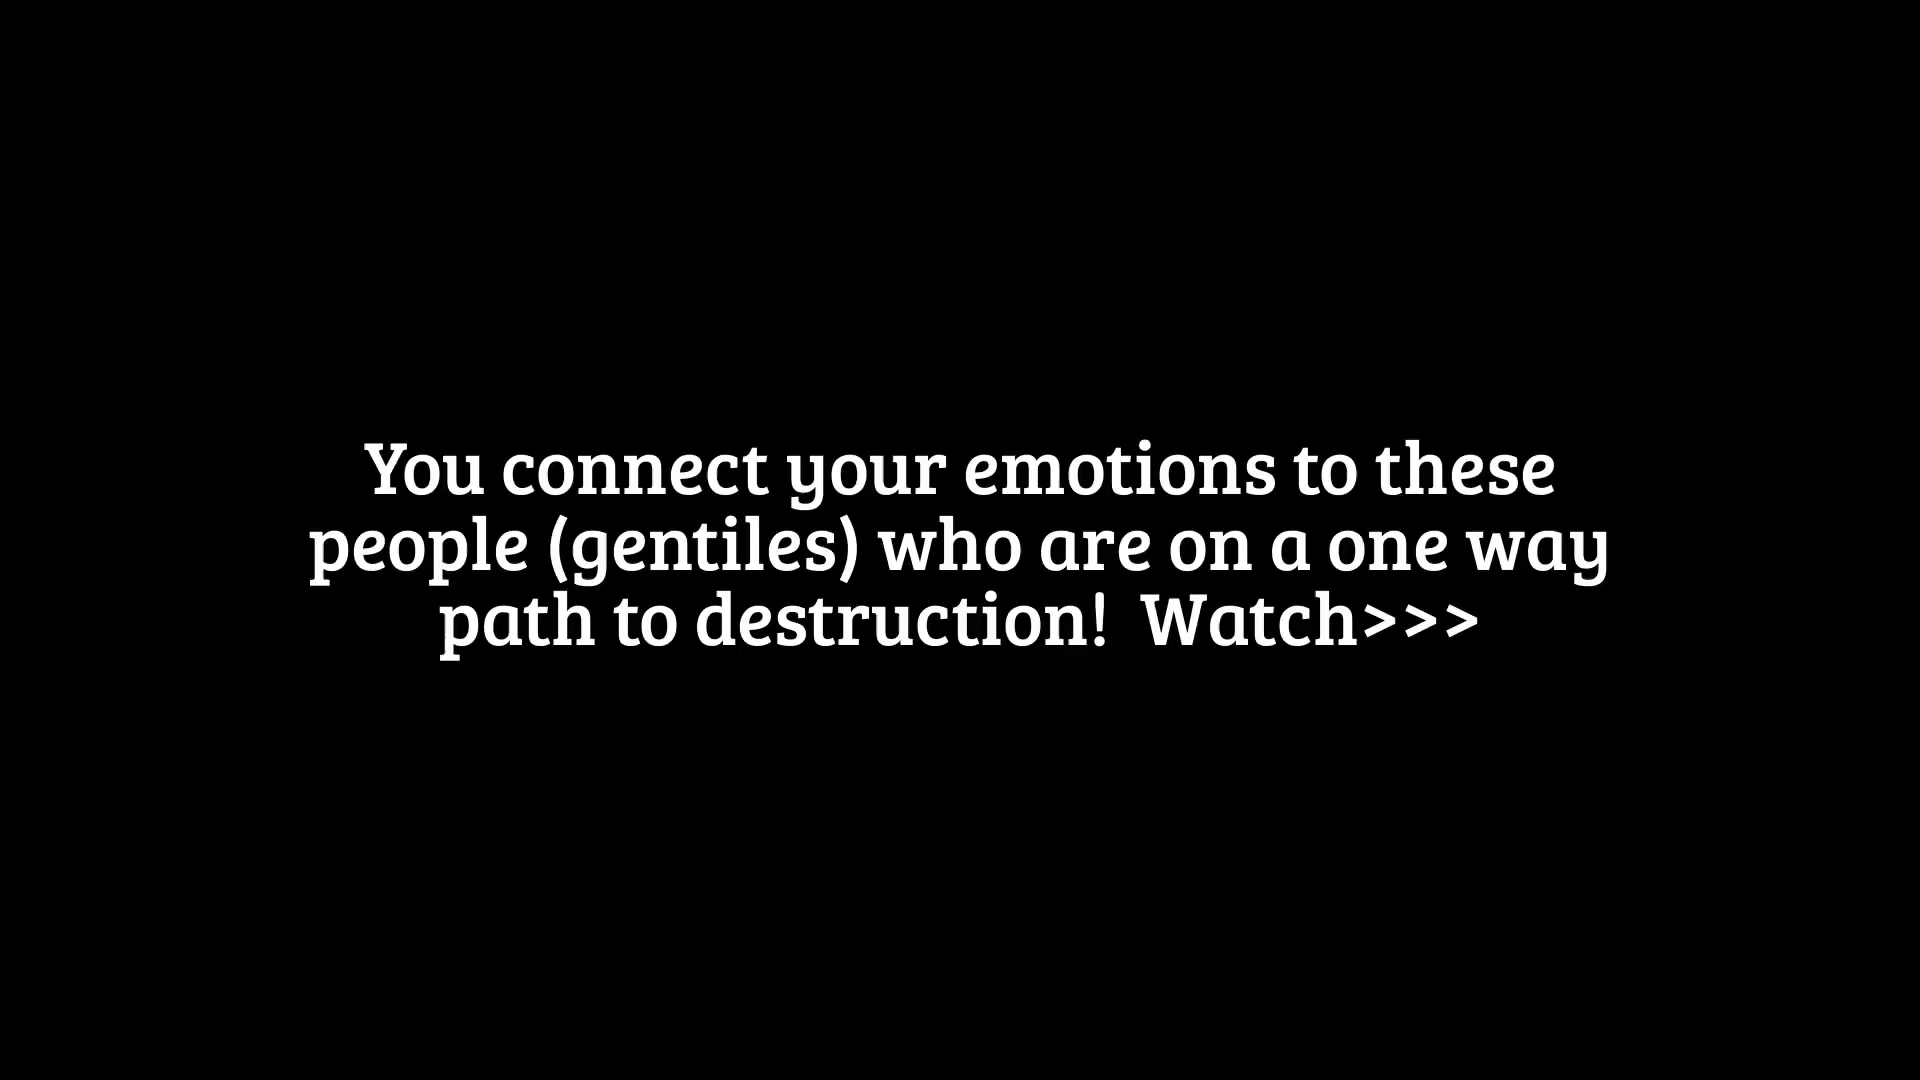 You connect your emotions to these
people (gentiles) who are on a one way
path to destruction!  Watch>>>